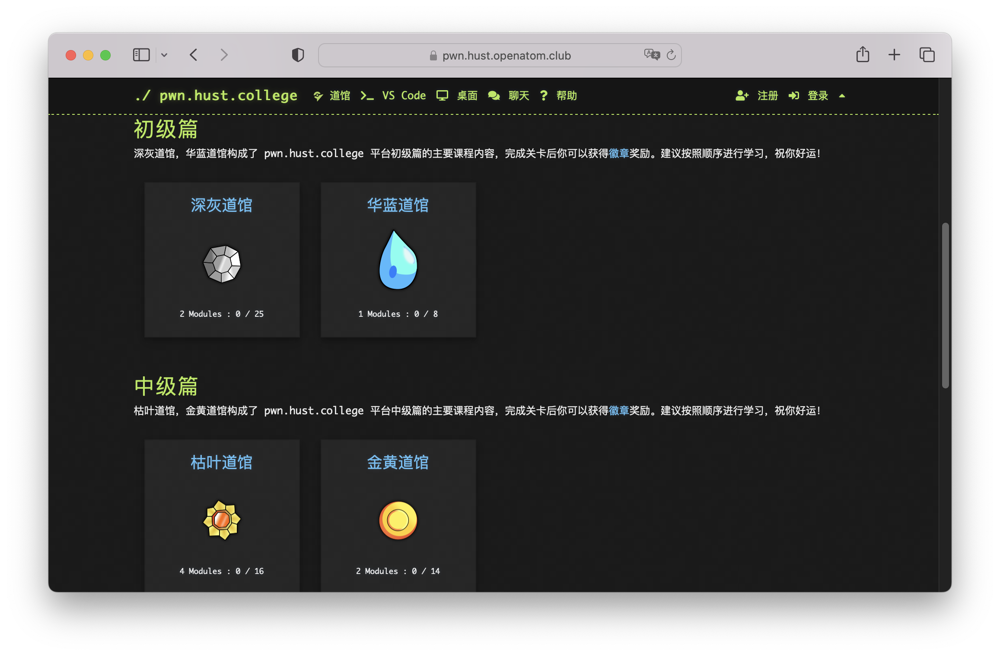 pwn.hust.openatom.club
./ pwn.hust.college 道馆 VS Code 桌面 聊天 帮助 注册 登录
初级篇
深灰道馆，华蓝道馆构成了 pwn.hust.college 平台初级篇的主要课程内容，完成关卡后你可以获得徽章奖励。建议按照顺序进行学习，祝你好运！
深灰道馆 华蓝道馆
2 Modules : 0 / 25 1 Modules : 0 / 8
中级篇
枯叶道馆，金黄道馆构成了 pwn.hust.college 平台中级篇的主要课程内容，完成关卡后你可以获得徽章奖励。建议按照顺序进行学习，祝你好运！
枯叶道馆 金黄道馆
4 Modules : 0 / 16 2 Modules : 0 / 14